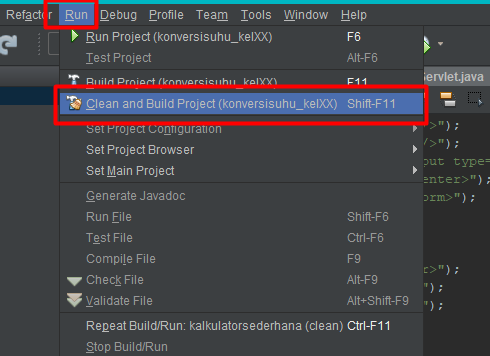 Refactor Run Debug Profile Team Tools Window Help
Run Project (konversisuhu_kelXX) F6
Test Project Alt-F6
Build Project (konversisuhu_kelXX) F11
Servlet.java
Clean and Build Project (konversisuhu_kelXX) Shift-F11
Set Project Configuration
/>");
Set Project Browser
/>");
Set Main Project
put type=
enter>");
Generate Javadoc
orm>");
Run File Shift-F6
Test File Ctrl-F6
Compile File F9
r>");
Check File Alt-F9
");
Validate File Alt+Shift-F9
>");
Repeat Build/Run: kalkulatorsederhana (clean) Ctrl-F11
Stop Build/Run